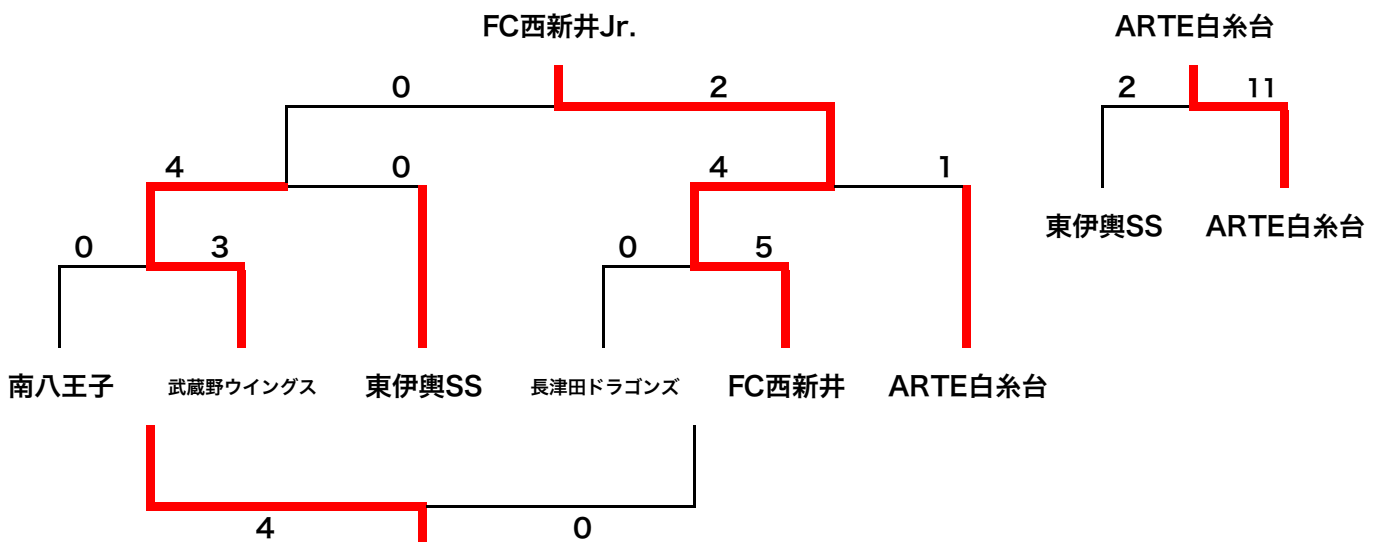 FC西新井Jr.
ARTE白糸台
0
2
2
11
4
0
4
1
東伊興SS
ARTE白糸台
0
3
0
5
南八王子
武蔵野ウイングス
東伊興SS
長津田ドラゴンズ
FC西新井
ARTE白糸台
4
0